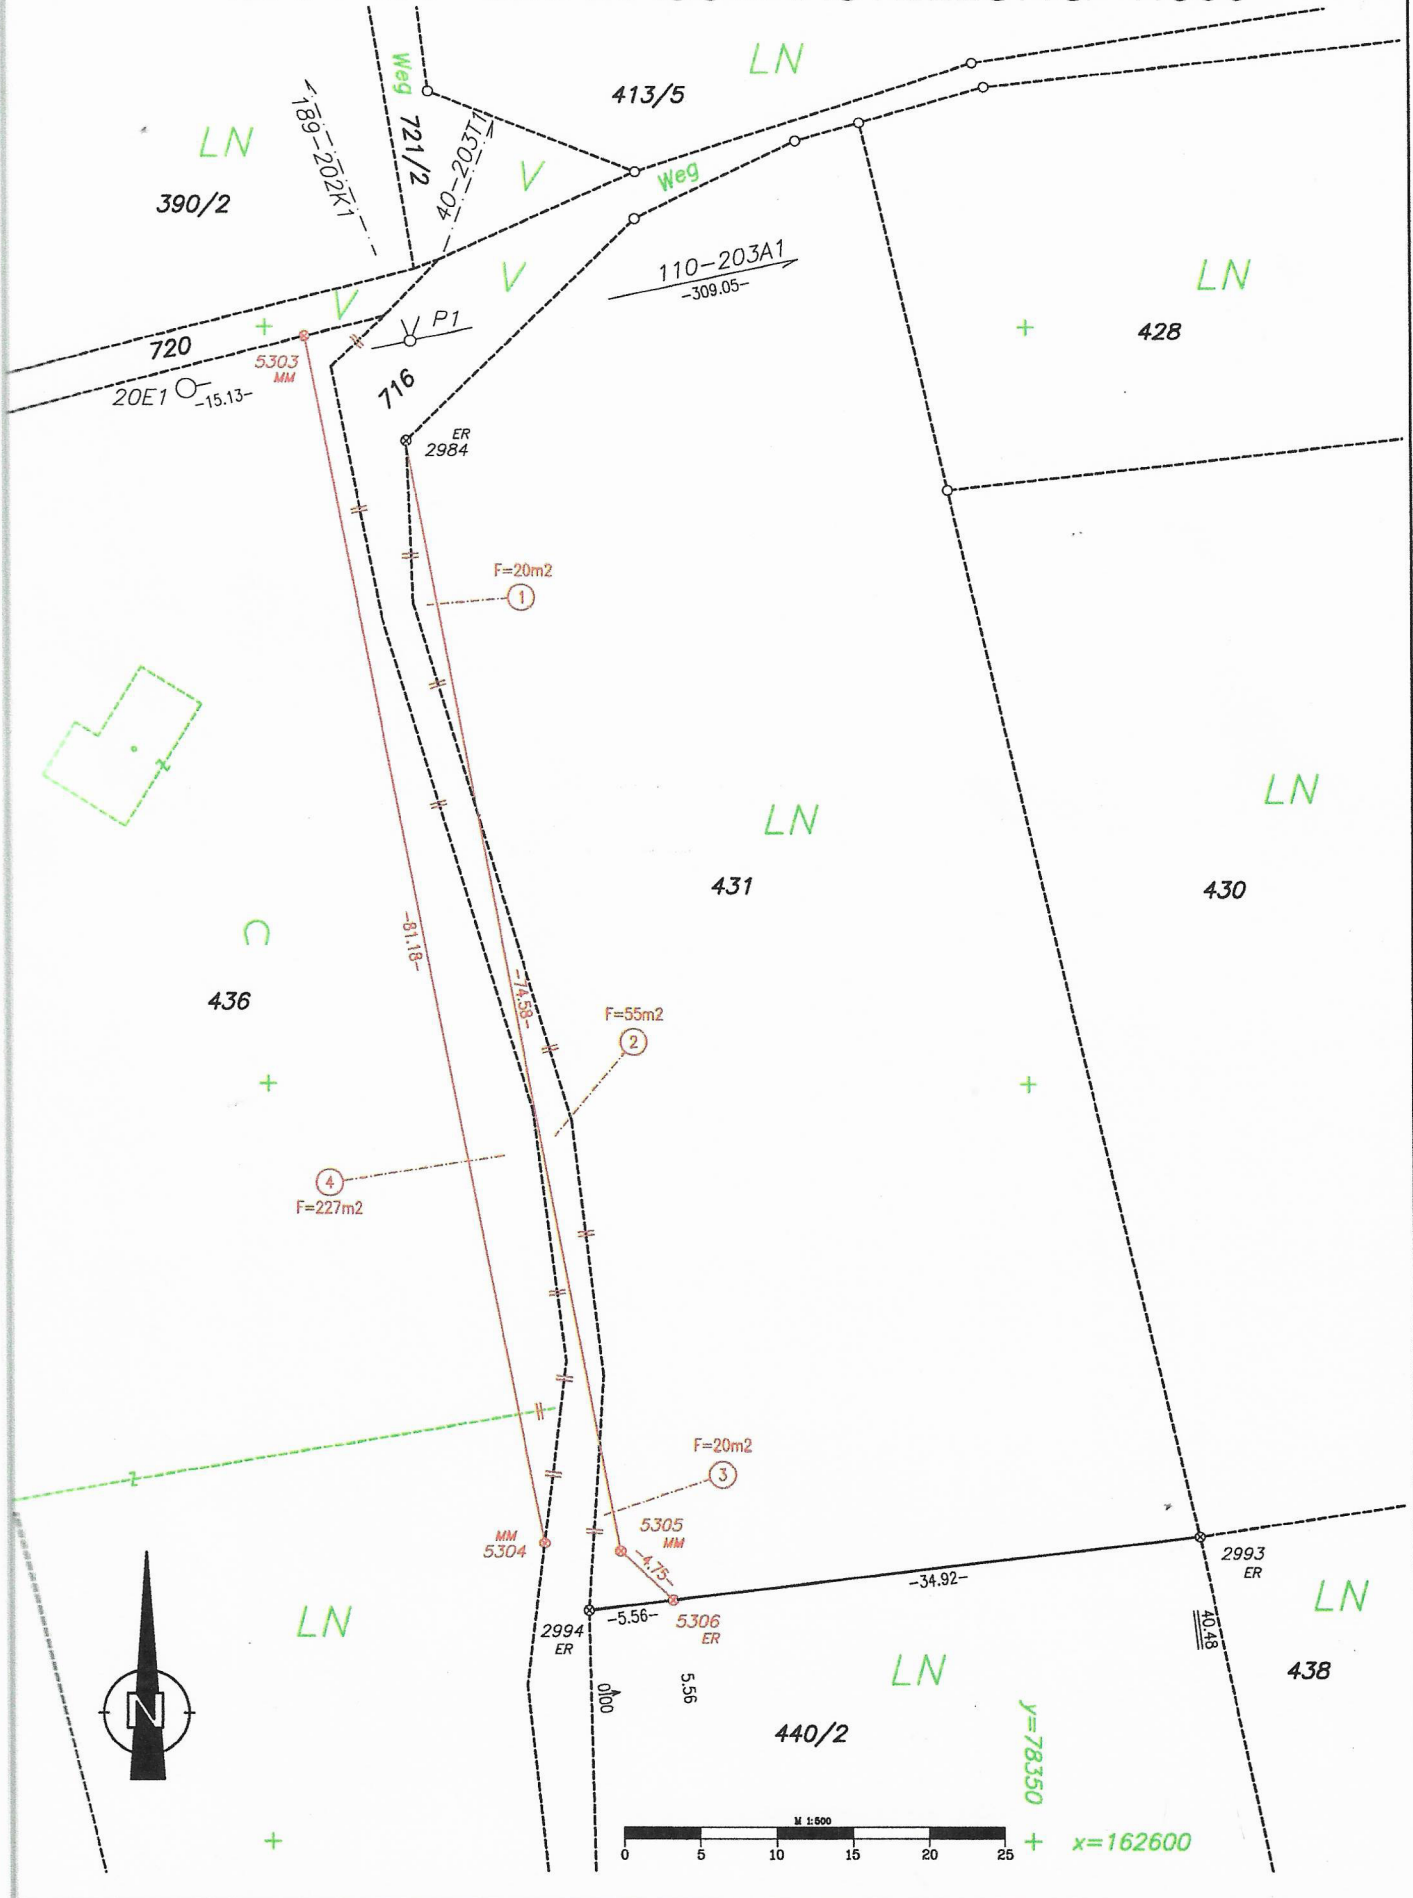 LN
413/5
Weg
721/2
189-202K1
40-203T1
LN
390/2
V
Weg
110-203A1
-309.05-
V
V
P1
LN
428
720
5303
MM
20E1
-15.13-
716
ER
2984
F=20m2
1
LN
LN
431
430
-81.18-
-74.58-
C
436
F=55m2
2
4
F=227m2
F=20m2
3
z
z
5305
MM
MM
5304
-4.75-
-34.92-
2993
ER
-5.56-
2994
ER
5306
ER
40.48
LN
LN
LN
438
5.56
0.00
N
440/2
y=78350
M 1:500
0 5 10 15 20 25
x=162600